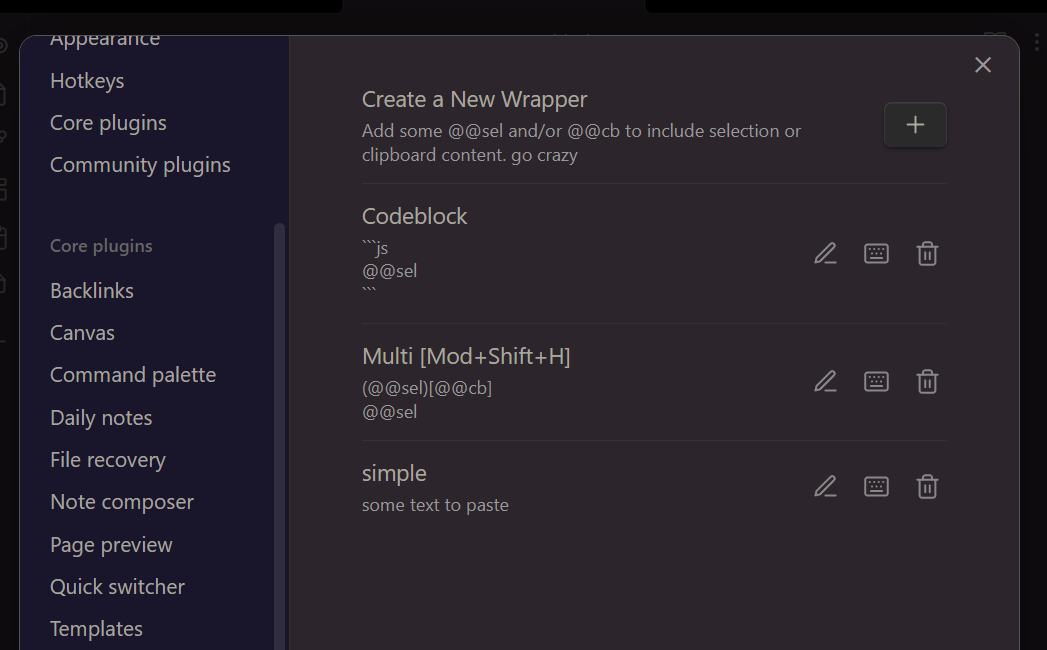 Appearance
Hotkeys
Core plugins
Community plugins
Core plugins
Backlinks
Canvas
Command palette
Daily notes
File recovery
Note composer
Page preview
Quick switcher
Templates
Create a New Wrapper
Add some @@sel and/or @@cb to include selection or
clipboard content. go crazy
Codeblock
```js
@@sel
```
Multi [Mod+Shift+H]
(@@sel)[@@cb]
@@sel
simple
some text to paste